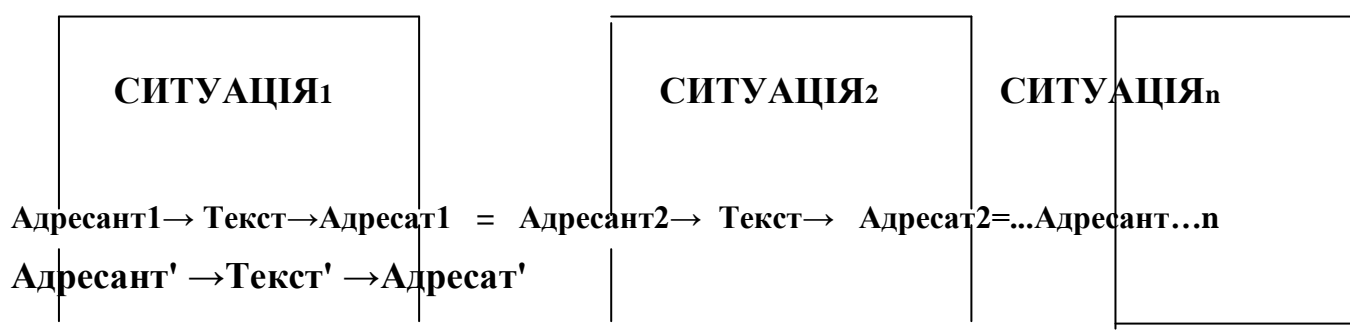 СИТУАЦІЯ1 СИТУАЦІЯ2 СИТУАЦІЯn
Адресант1→ Текст→Адресат1 = Адресант2→ Текст→ Адресат2=...Адресант…n
Адресант' →Текст' →Адресат'